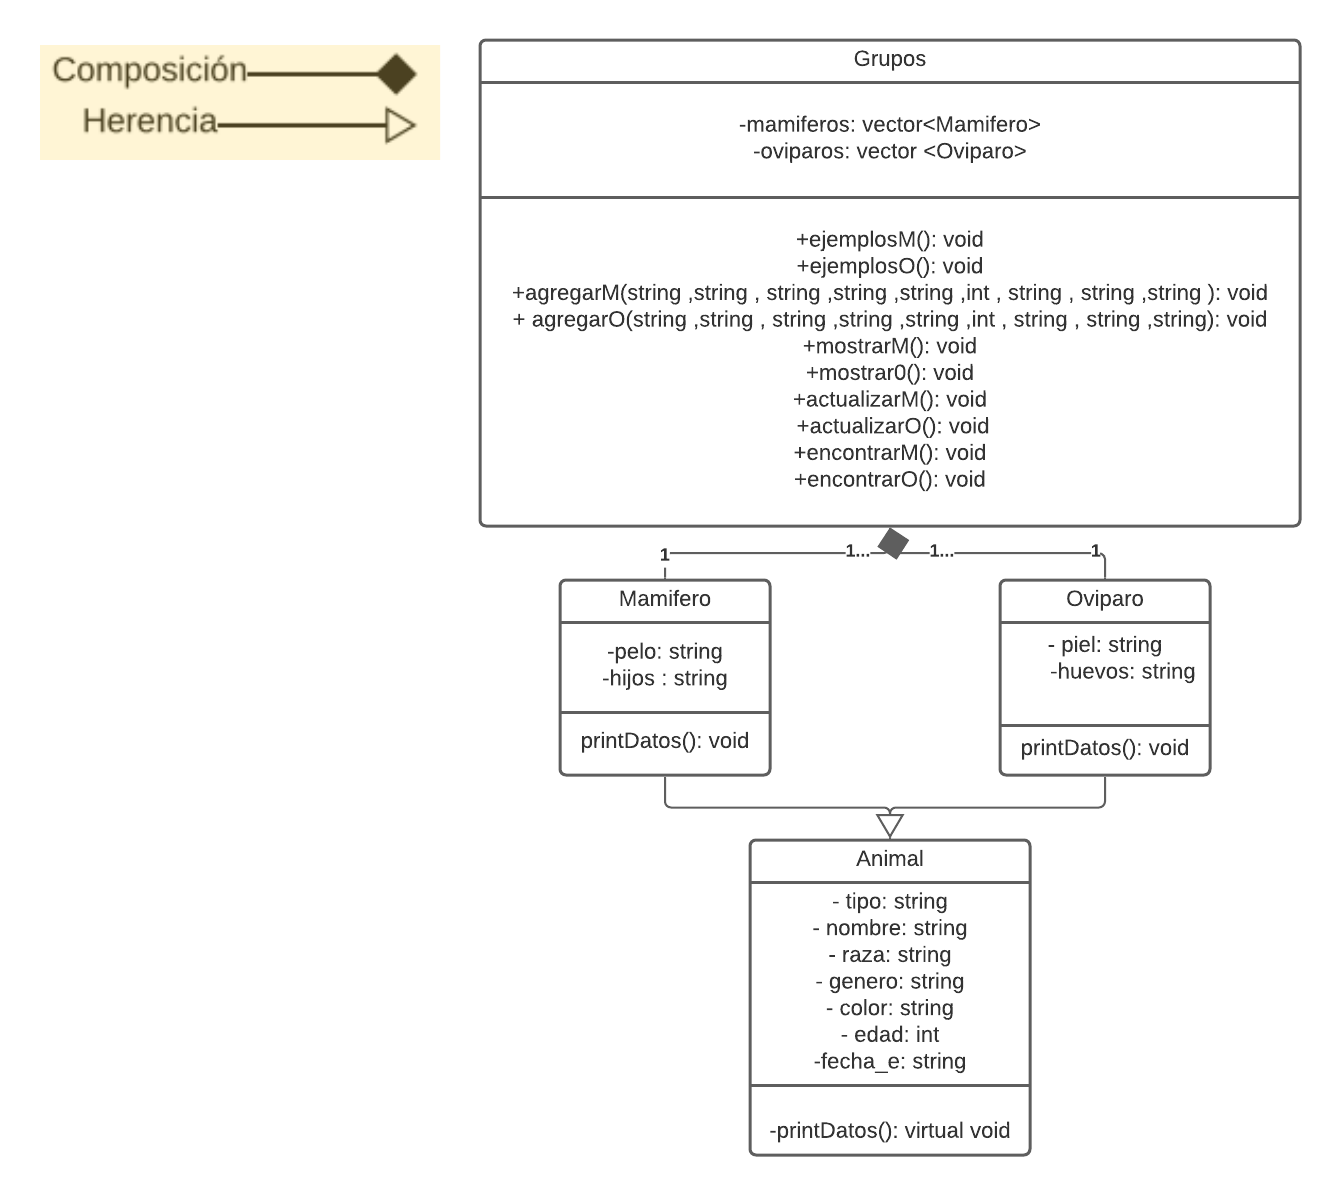 Composición
Herencia
Grupos
-mamiferos: vector<Mamifero>
-oviparos: vector <Oviparo>
+ejemplosM(): void
+ejemplosO(): void
+agregarM(string ,string , string ,string ,string ,int , string , string ,string ): void
+ agregarO(string ,string , string ,string ,string ,int , string , string ,string): void
+mostrarM(): void
+mostrar0(): void
+actualizarM(): void
+actualizarO(): void
+encontrarM(): void
+encontrarO(): void
1 1... 1... 1
Mamifero
-pelo: string
-hijos : string
printDatos(): void
Oviparo
- piel: string
-huevos: string
printDatos(): void
Animal
- tipo: string
- nombre: string
- raza: string
- genero: string
- color: string
- edad: int
-fecha_e: string
-printDatos(): virtual void